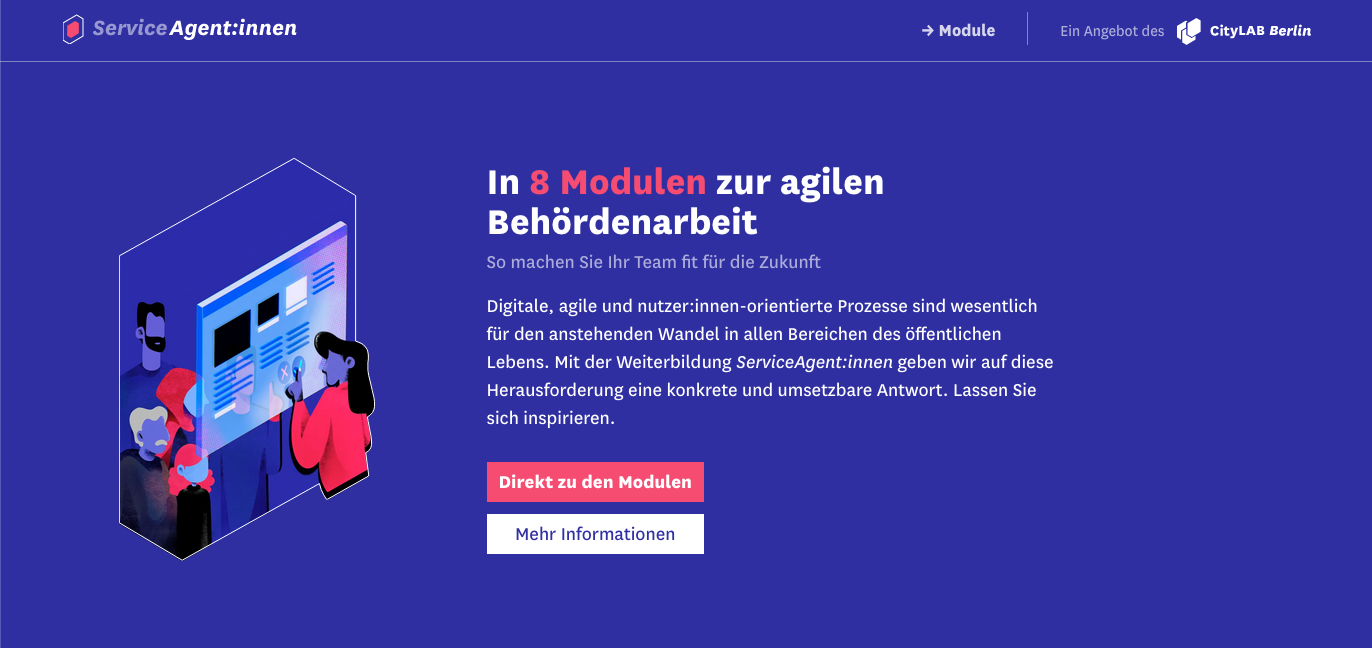 ServiceAgent:innen
→ Module
Ein Angebot des
CityLAB Berlin
In 8 Modulen zur agilen
Behördenarbeit
So machen Sie Ihr Team fit für die Zukunft
Digitale, agile und nutzer:innen-orientierte Prozesse sind wesentlich
für den anstehenden Wandel in allen Bereichen des öffentlichen
Lebens. Mit der Weiterbildung ServiceAgent:innen geben wir auf diese
Herausforderung eine konkrete und umsetzbare Antwort. Lassen Sie
sich inspirieren.
Direkt zu den Modulen
Mehr Informationen